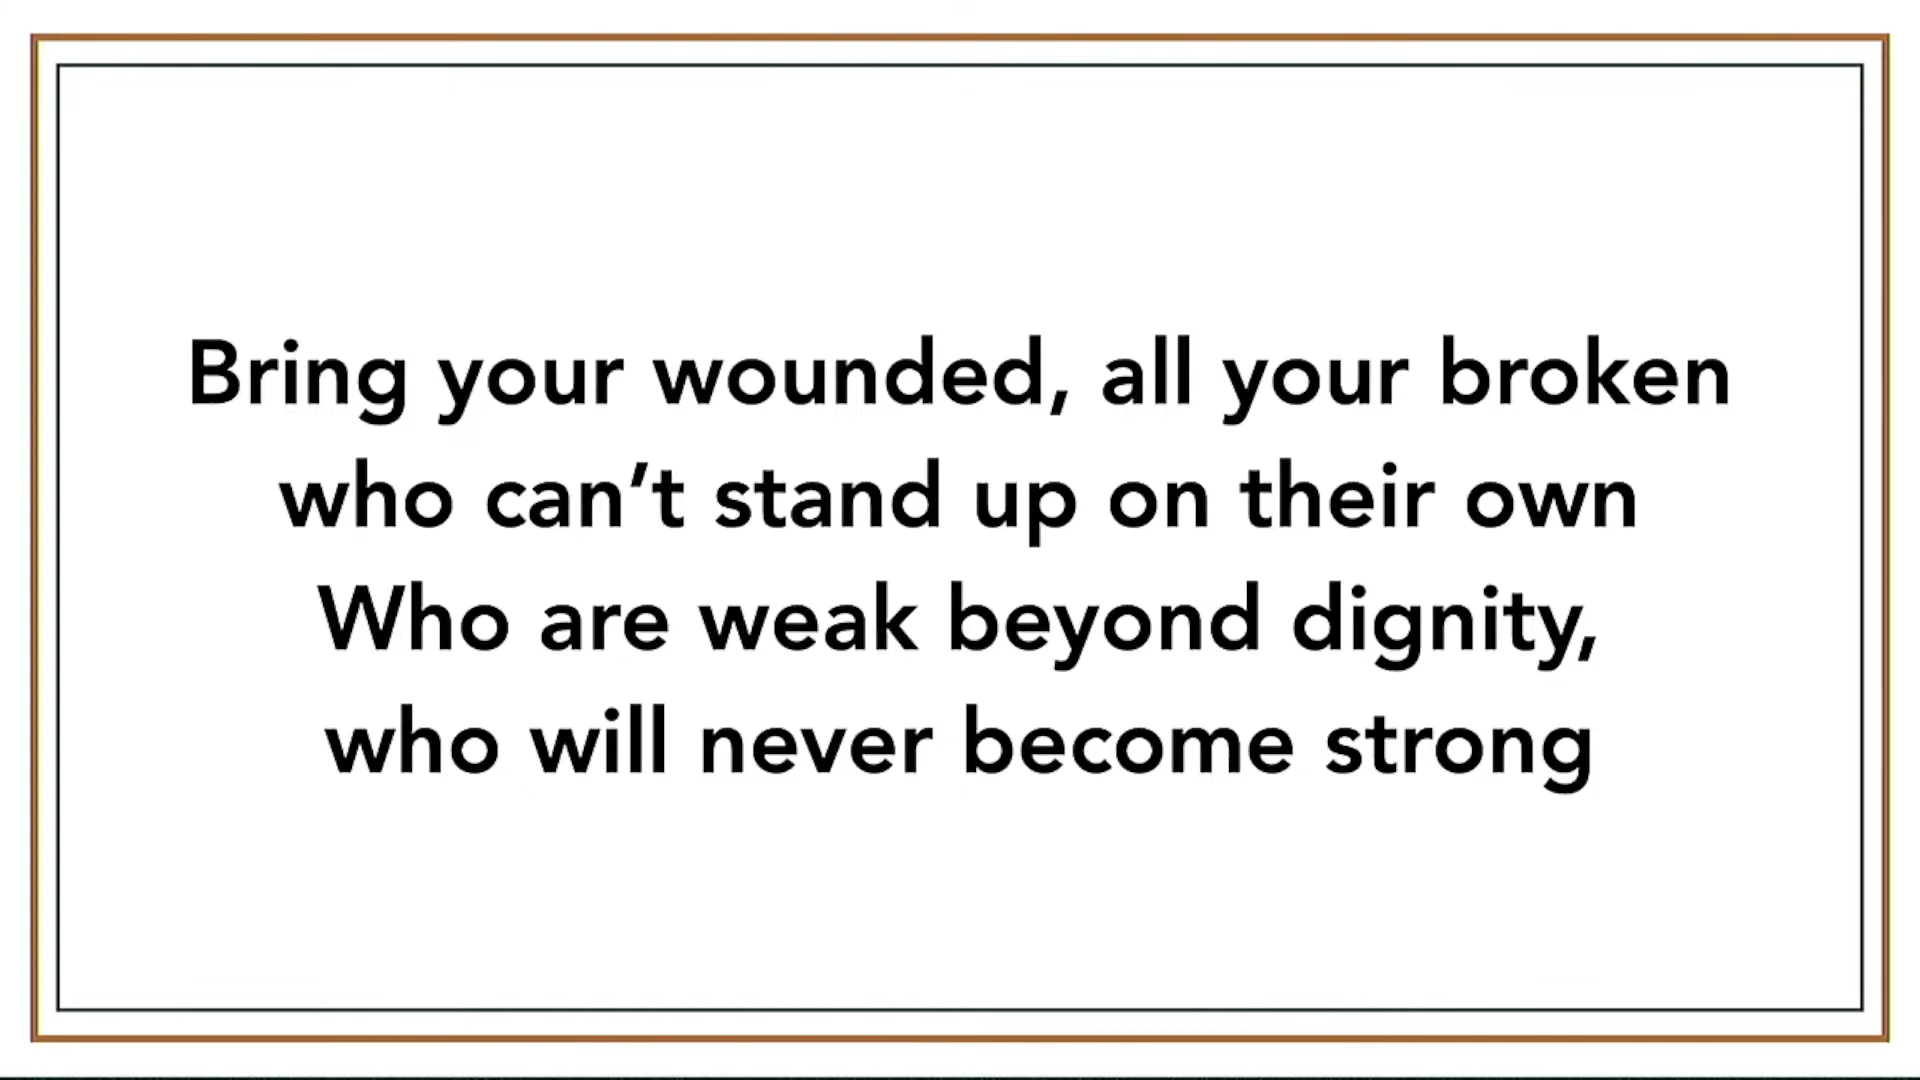 Bring your wounded, all your broken
who can’t stand up on their own
Who are weak beyond dignity,
who will never become strong